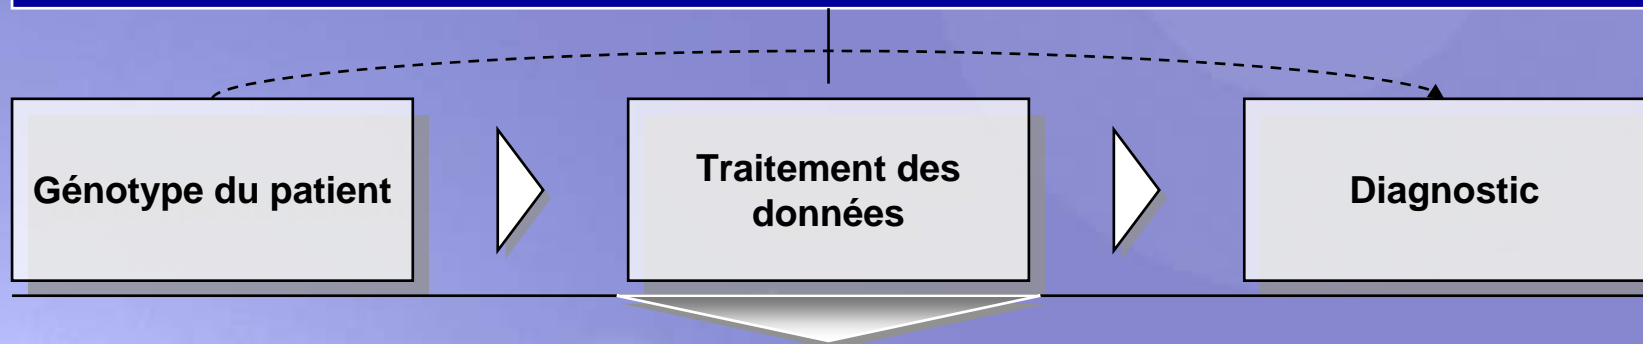 Génotype du patient
Traitement des
données
Diagnostic